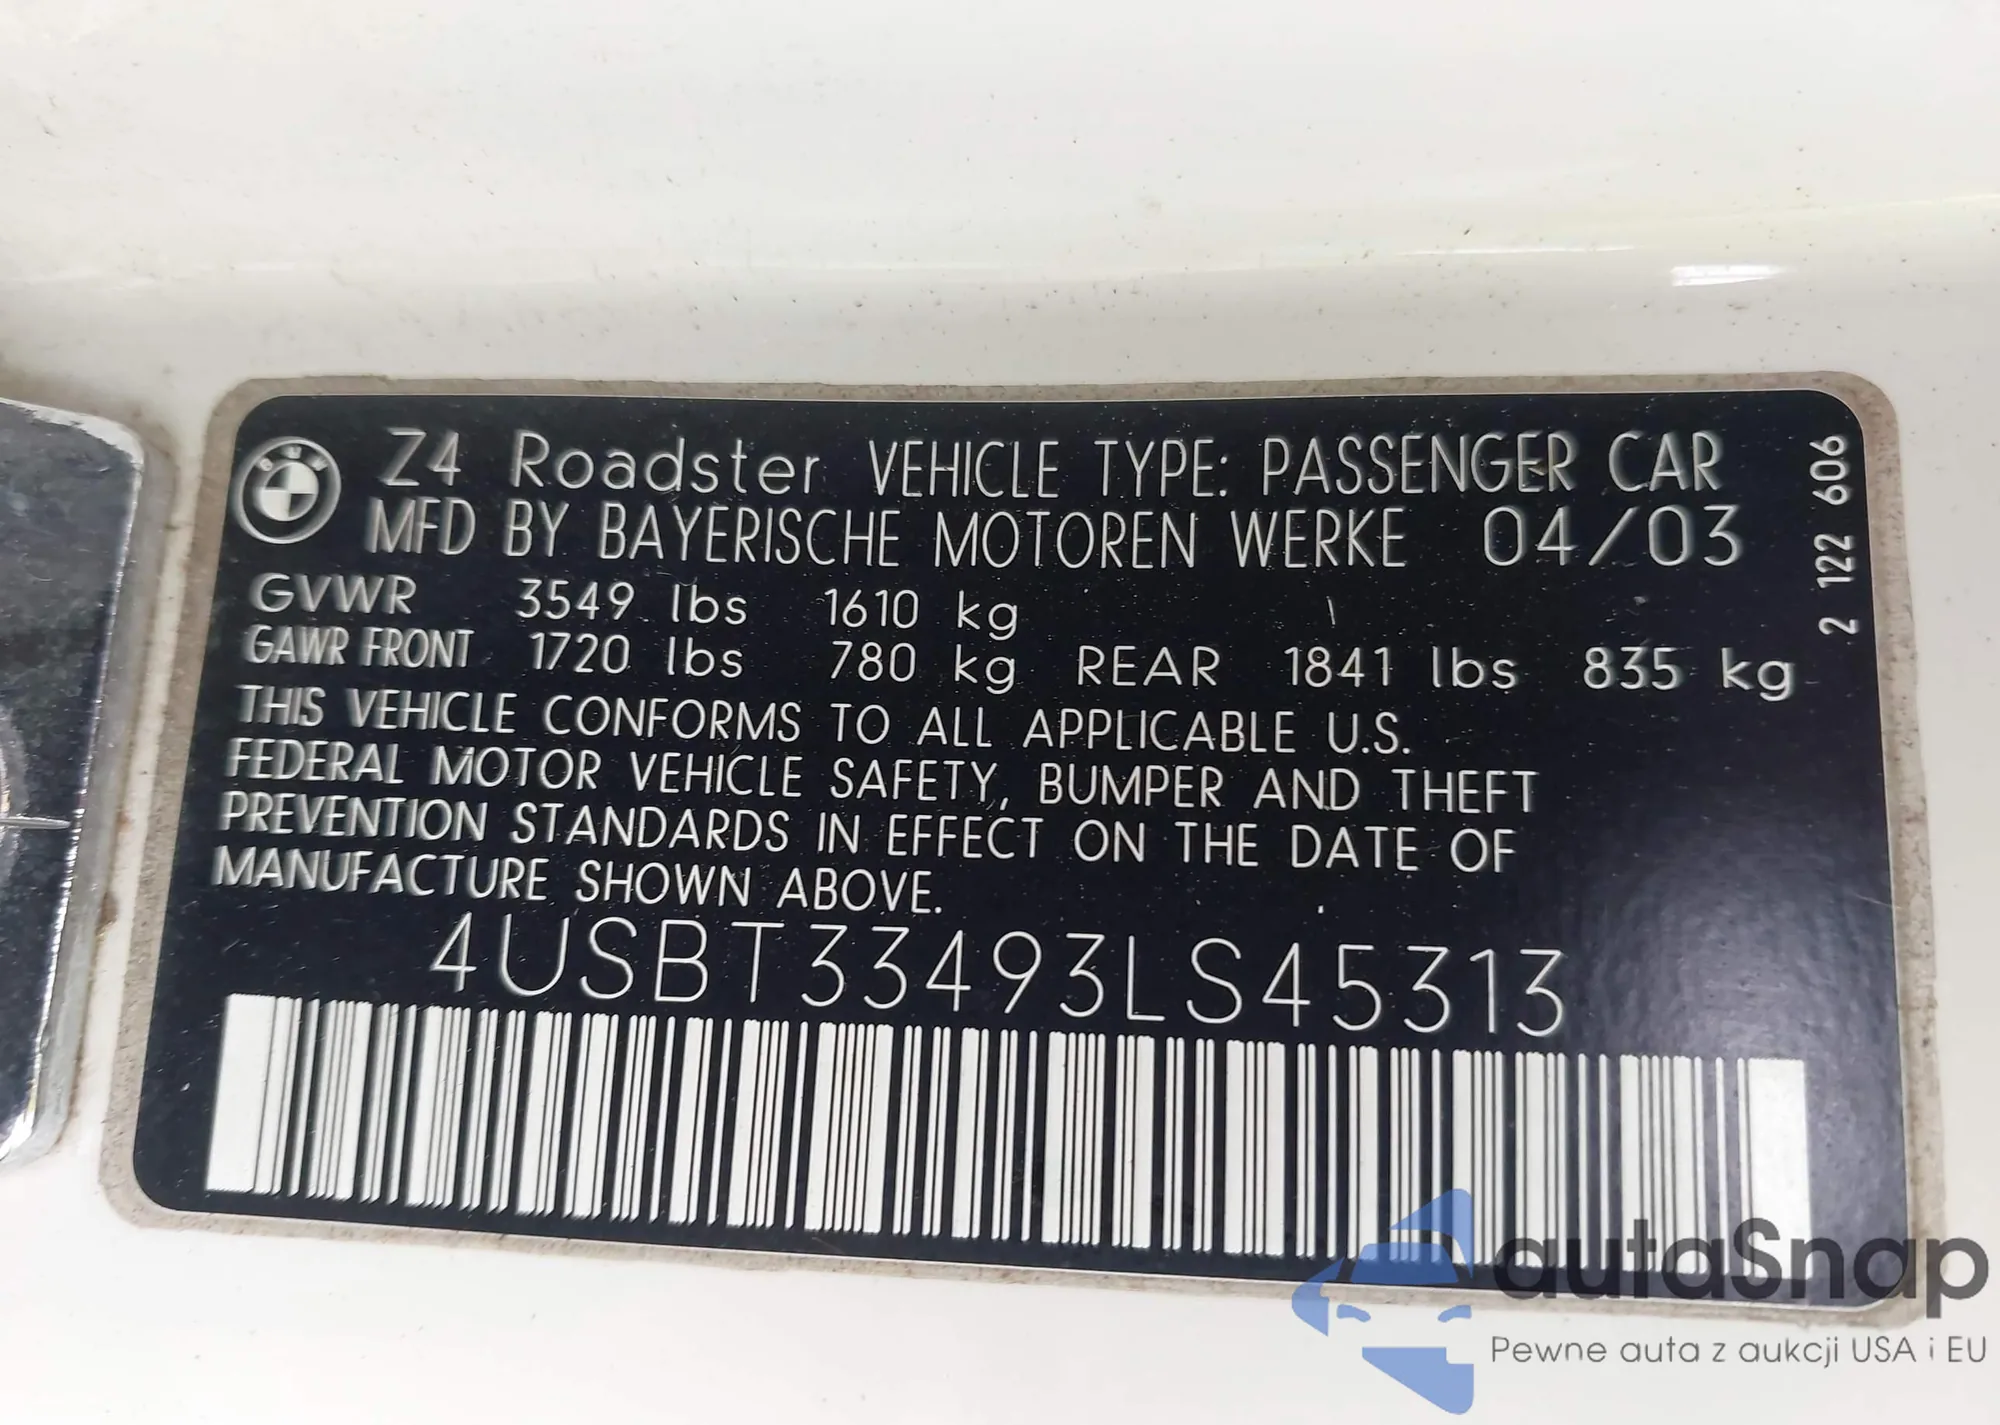 Z4 Roadster VEHICLE TYPE: PASSENGER CAR
MFD BY BAYERISCHE MOTOREN WERKE 04/03
GVWR 3549 lbs 1610 kg
GAWR FRONT 1720 lbs 780 kg REAR 1841 lbs 835 kg
THIS VEHICLE CONFORMS TO ALL APPLICABLE U.S.
FEDERAL MOTOR VEHICLE SAFETY, BUMPER AND THEFT
PREVENTION STANDARDS IN EFFECT ON THE DATE OF
MANUFACTURE SHOWN ABOVE.
4USBT33493LS45313
2 122 606
autaSnap
Pewne auta z aukcji USA i EU